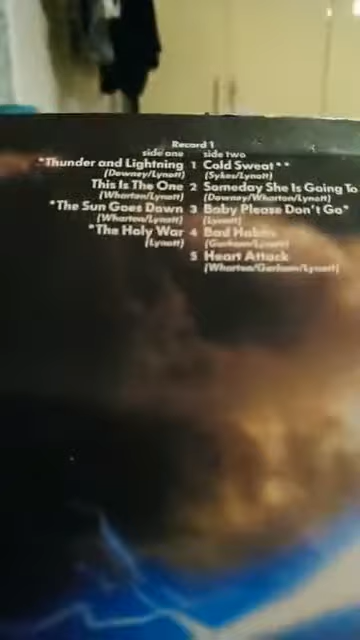 Record 1
side one side two
*Thunder and Lightning 1 Cold Sweat**
(Downey/Lynott) (Sykes/Lynott)
This Is The One 2 Someday She Is Going To
(Wharton/Lynott) (Downey/Wharton/Lynott)
*The Sun Goes Down 3 Baby Please Don't Go*
(Wharton/Lynott) (Lynott)
*The Holy War 4 Bad Habits
(Lynott) (Gorham/Lynott)
5 Heart Attack
(Wharton/Gorham/Lynott)